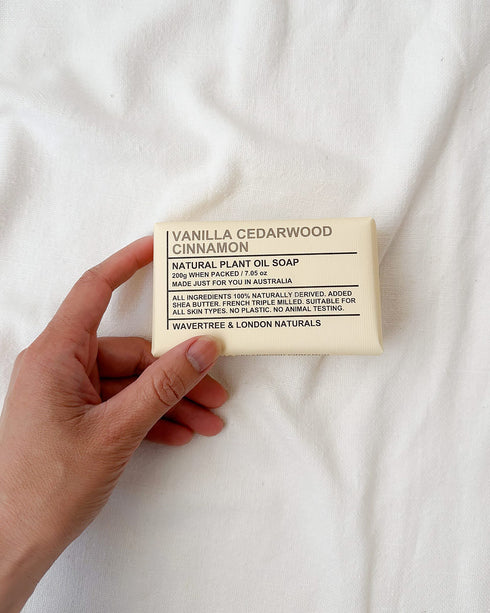 VANILLA CEDARWOOD
CINNAMON
NATURAL PLANT OIL SOAP
200g WHEN PACKED / 7.05 oz
MADE JUST FOR YOU IN AUSTRALIA
ALL INGREDIENTS 100% NATURALLY DERIVED. ADDED
SHEA BUTTER. FRENCH TRIPLE MILLED. SUITABLE FOR
ALL SKIN TYPES. NO PLASTIC. NO ANIMAL TESTING.
WAVERTREE & LONDON NATURALS